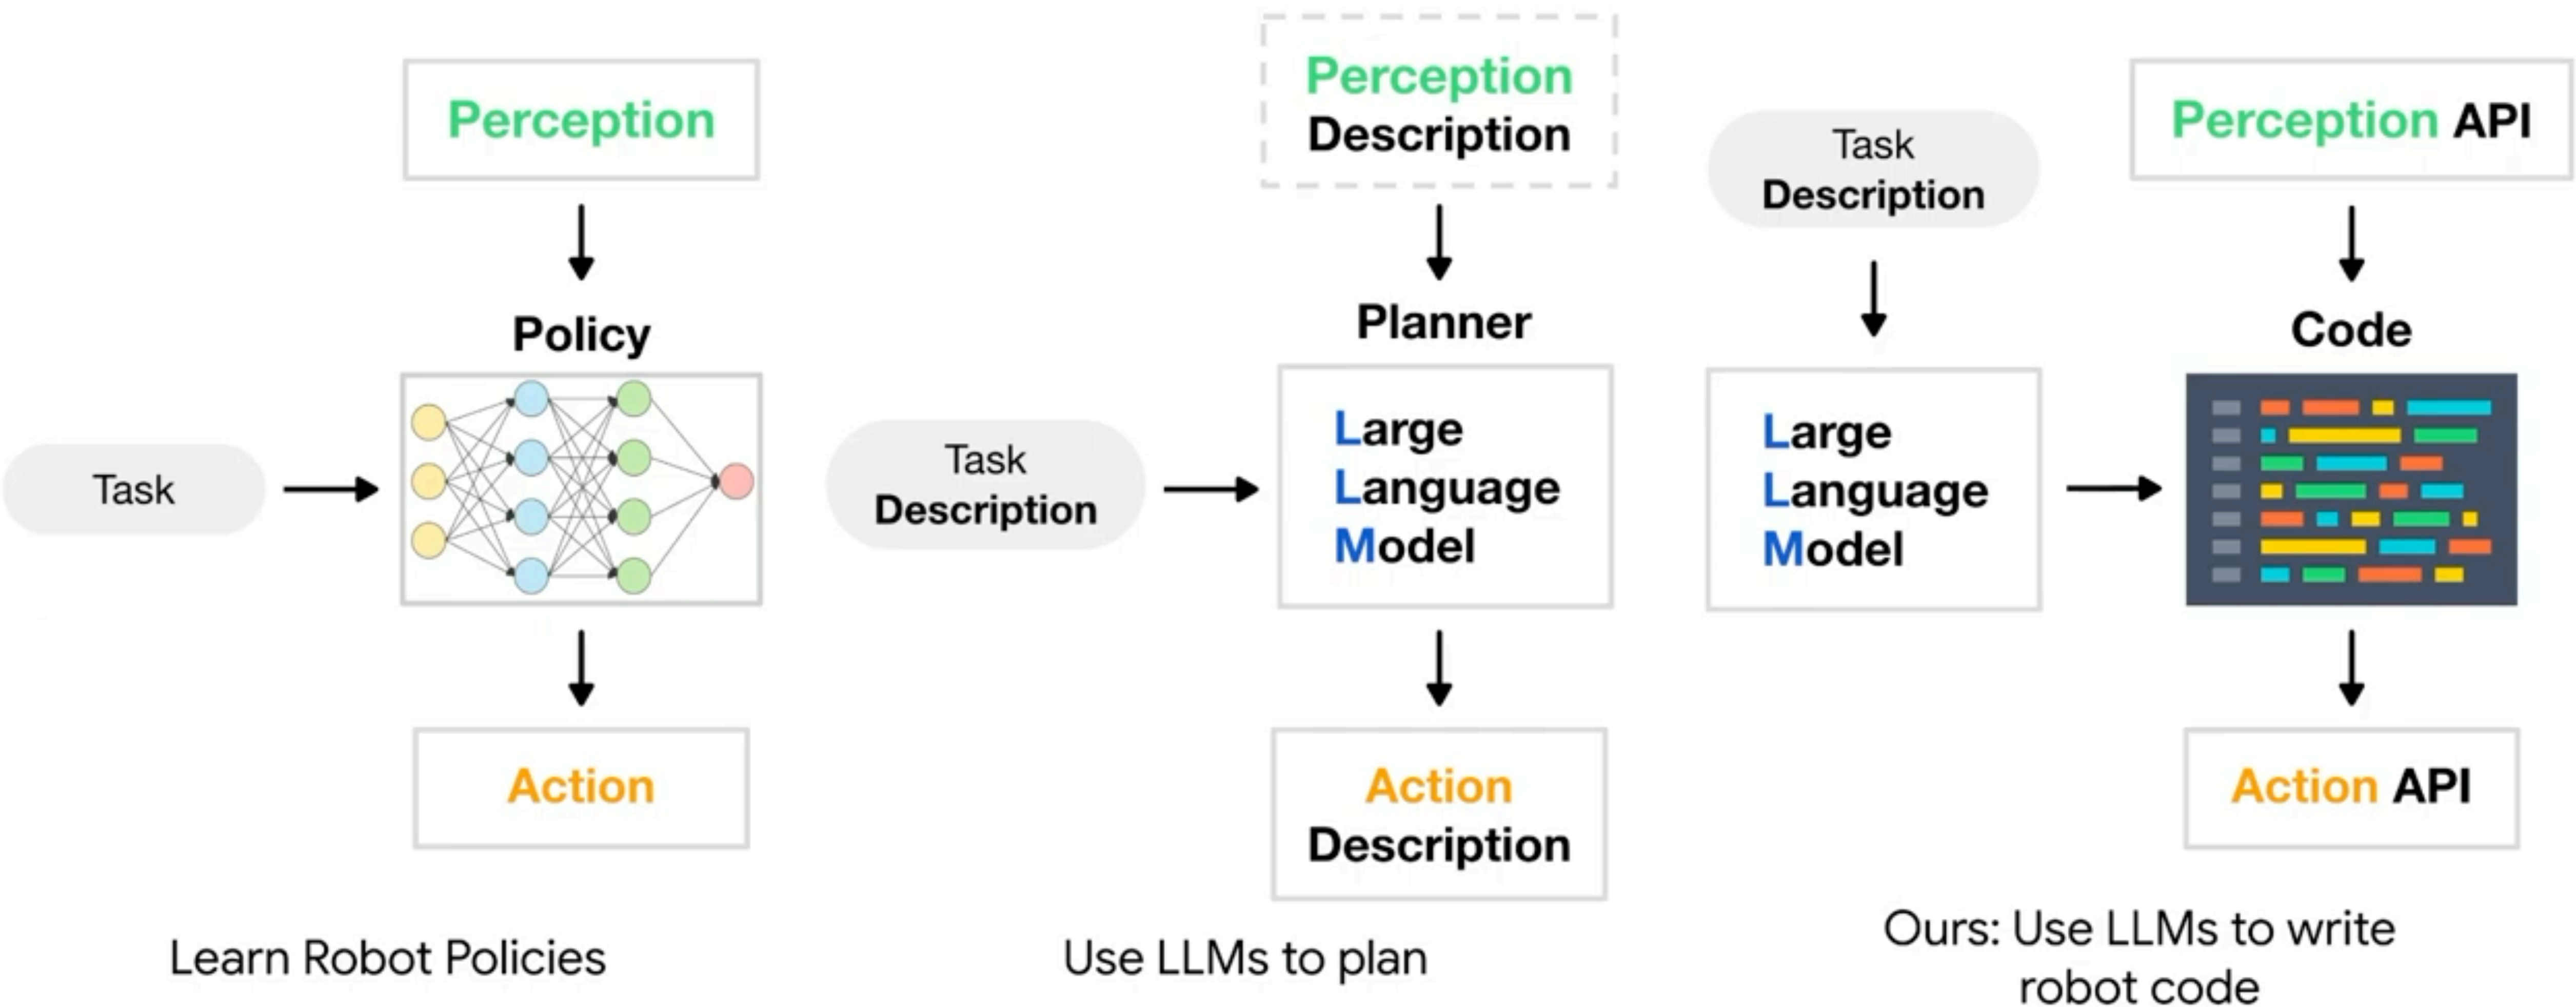 Perception
Policy
Task
Action
Learn Robot Policies
Perception
Description
Planner
Task
Description
Large
Language
Model
Action
Description
Use LLMs to plan
Task
Description
Large
Language
Model
Perception API
Code
Action API
Ours: Use LLMs to write
robot code